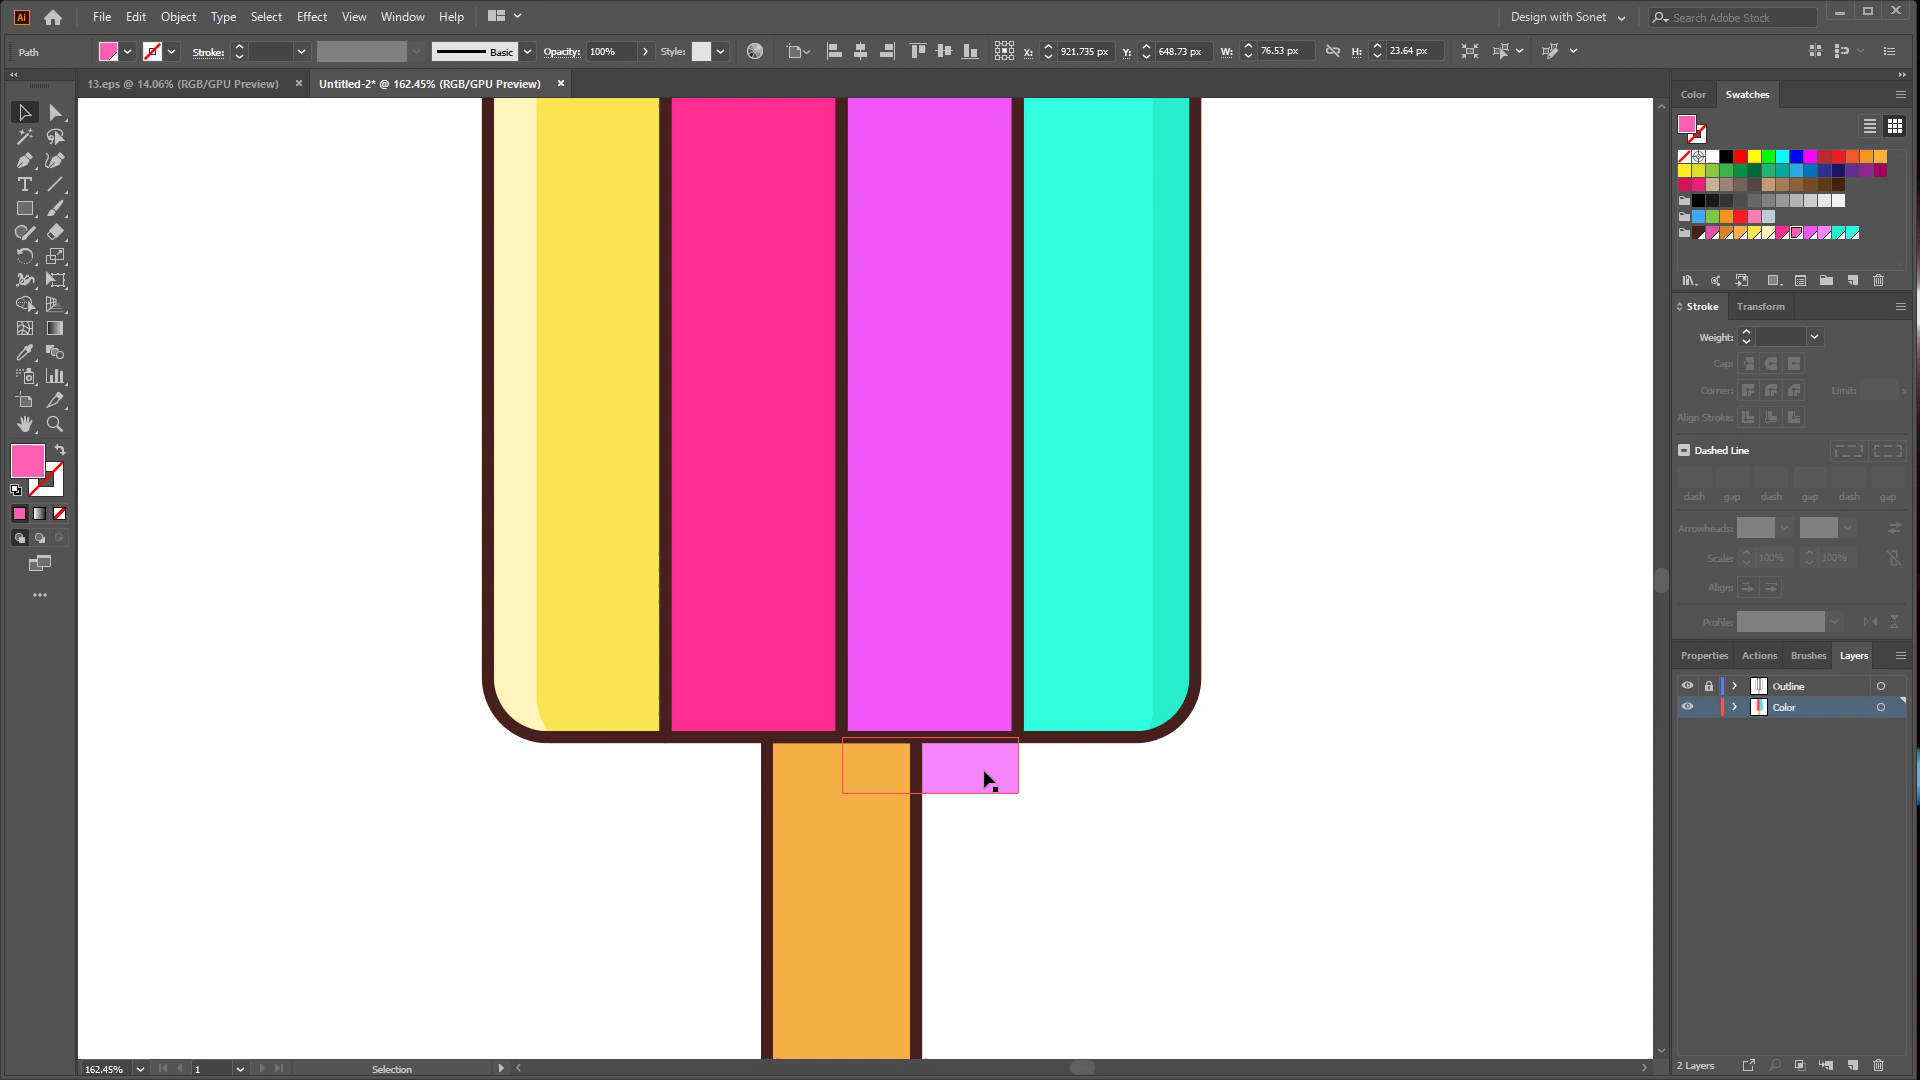 Ai File Edit Object Type Select Effect View Window Help Design with Sonet Search Adobe Stock
Path Stroke: Basic Opacity: 100% Style: X: 921.735 px Y: 648.73 px W: 76.53 px H: 23.64 px
13.eps @ 14.06% (RGB/GPU Preview) × Untitled-2* @ 162.45% (RGB/GPU Preview) ×
Color Swatches
Stroke Transform
Weight:
Cap:
Corner: Limit: x
Align Stroke:
Dashed Line
dash gap dash gap dash gap
Arrowheads:
Scale: 100% 100%
Align:
Profile:
Properties Actions Brushes Layers
Outline
Color
162.45% 1 Selection 2 Layers